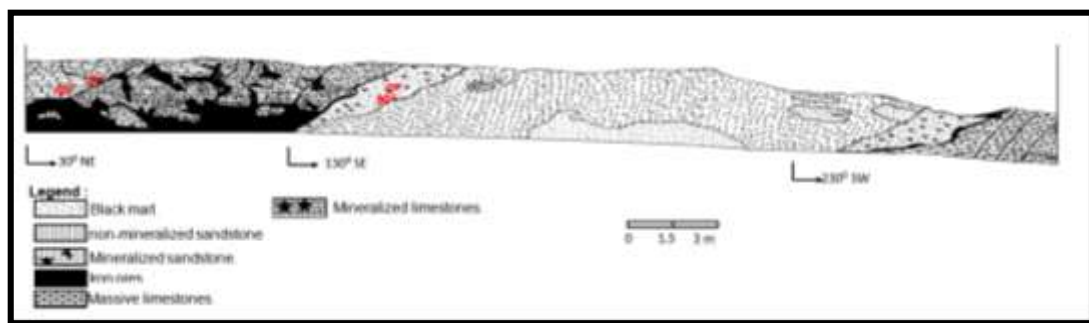 30° NE
130° SE
230° SW
Legend :
Black marl
non-mineralized sandstone
Mineralized sandstone
Iron ores
Massive limestones
Mineralized limestones
0 1.5 3 m